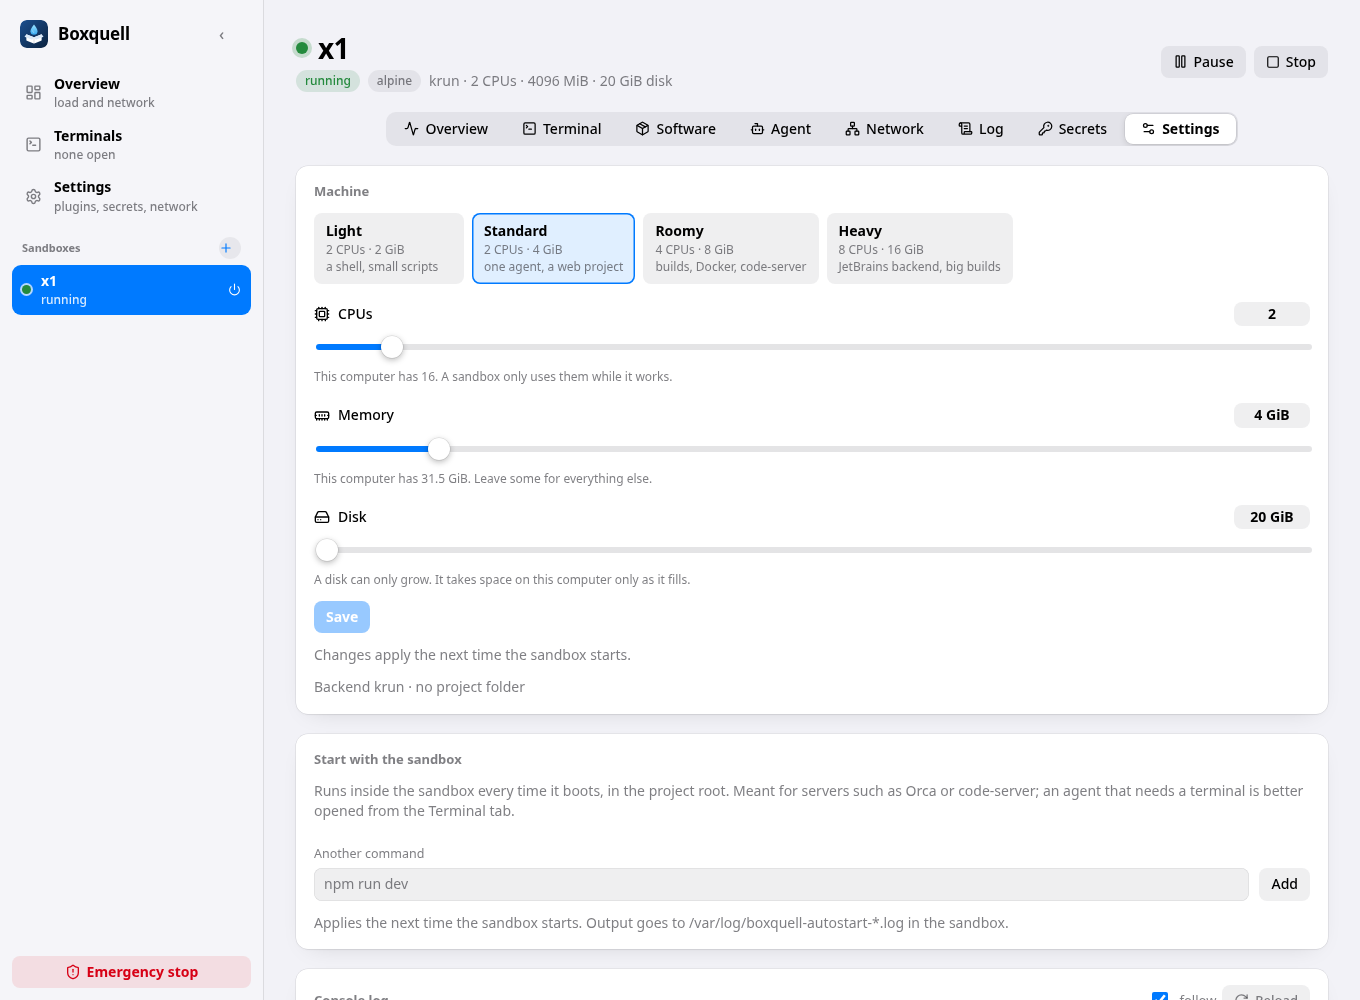 Boxquell
Overview
load and network
Terminals
none open
Settings
plugins, secrets, network
Sandboxes
x1
running
Emergency stop
x1
running alpine krun · 2 CPUs · 4096 MiB · 20 GiB disk
Pause Stop
Overview Terminal Software Agent Network Log Secrets Settings
Machine
Light
2 CPUs · 2 GiB
a shell, small scripts
Standard
2 CPUs · 4 GiB
one agent, a web project
Roomy
4 CPUs · 8 GiB
builds, Docker, code-server
Heavy
8 CPUs · 16 GiB
JetBrains backend, big builds
CPUs 2
This computer has 16. A sandbox only uses them while it works.
Memory 4 GiB
This computer has 31.5 GiB. Leave some for everything else.
Disk 20 GiB
A disk can only grow. It takes space on this computer only as it fills.
Save
Changes apply the next time the sandbox starts.
Backend krun · no project folder
Start with the sandbox
Runs inside the sandbox every time it boots, in the project root. Meant for servers such as Orca or code-server; an agent that needs a terminal is better
opened from the Terminal tab.
Another command
npm run dev Add
Applies the next time the sandbox starts. Output goes to /var/log/boxquell-autostart-*.log in the sandbox.
Console log follow Reload